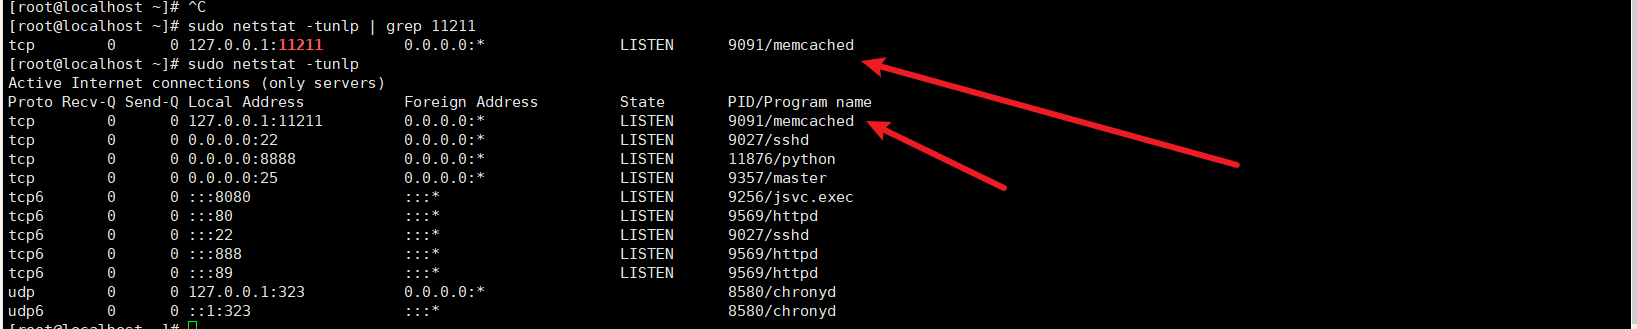 [root@localhost ~]# ^C
[root@localhost ~]# sudo netstat -tunlp | grep 11211
tcp        0      0 127.0.0.1:11211         0.0.0.0:*               LISTEN      9091/memcached
[root@localhost ~]# sudo netstat -tunlp
Active Internet connections (only servers)
Proto Recv-Q Send-Q Local Address           Foreign Address         State       PID/Program name
tcp        0      0 127.0.0.1:11211         0.0.0.0:*               LISTEN      9091/memcached
tcp        0      0 0.0.0.0:22              0.0.0.0:*               LISTEN      9027/sshd
tcp        0      0 0.0.0.0:8888            0.0.0.0:*               LISTEN      11876/python
tcp        0      0 0.0.0.0:25              0.0.0.0:*               LISTEN      9357/master
tcp6       0      0 :::8080                 :::*                    LISTEN      9256/jsvc.exec
tcp6       0      0 :::80                   :::*                    LISTEN      9569/httpd
tcp6       0      0 :::22                   :::*                    LISTEN      9027/sshd
tcp6       0      0 :::888                  :::*                    LISTEN      9569/httpd
tcp6       0      0 :::89                   :::*                    LISTEN      9569/httpd
udp        0      0 127.0.0.1:323           0.0.0.0:*                           8580/chronyd
udp6       0      0 ::1:323                 :::*                                8580/chronyd
[root@localhost ~]#